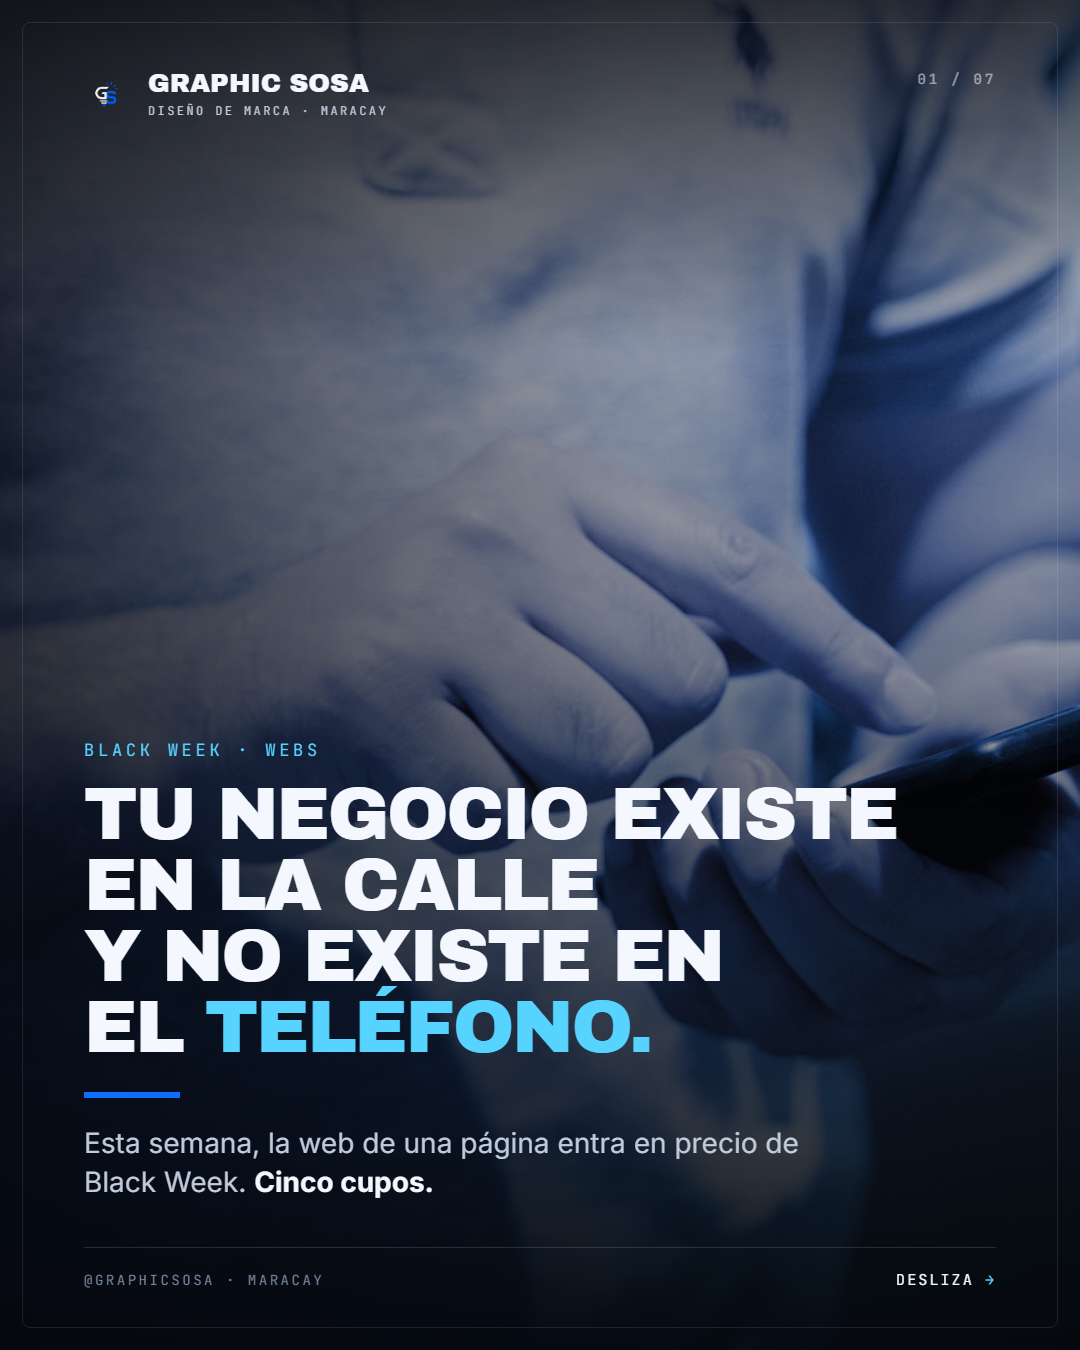 GS
GRAPHIC SOSA
DISEÑO DE MARCA · MARACAY
01 / 07
BLACK WEEK · WEBS
TU NEGOCIO EXISTE
EN LA CALLE
Y NO EXISTE EN
EL TELÉFONO.
Esta semana, la web de una página entra en precio de
Black Week. Cinco cupos.
@GRAPHICSOSA · MARACAY
DESLIZA →